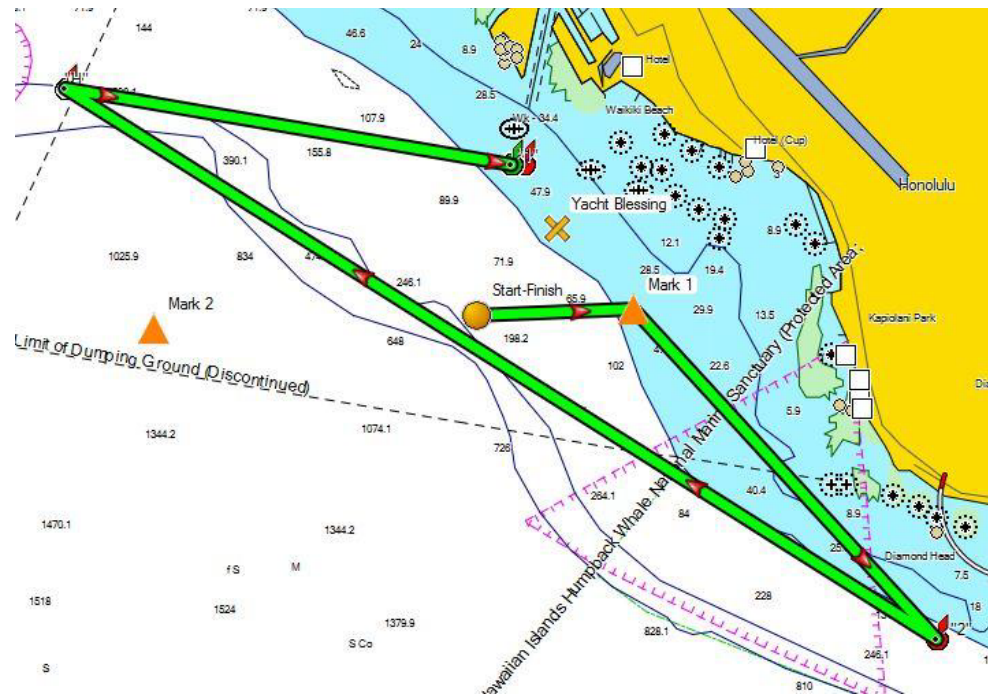 71.9
144
46.6
24
8.9
Hotel
"H"
28.5
107.9
Wk - 34.4
Waikiki Beach
Hotel (Cup)
155.8
"1"
3
390.1
47.9
Honolulu
89.9
Yacht Blessing
12.1
8.9
1025.9
834
71.9
28.5
19.4
246.1
Start-Finish
Mark 1
Mark 2
65.9
29.9
13.5
Kapiolani Park
198.2
648
Limit of Dumping Ground (Discontinued)
102
22.6
5.9
1344.2
1074.1
726
264.1
40.4
8.9
84
1470.1
1344.2
Diamond Head
f S
M
7.5
1518
1524
228
18
1379.9
828.1
"2"
S Co
246.1
S
810
Hawaiian Islands Humpback Whale National Marine Sanctuary (Protected Area)